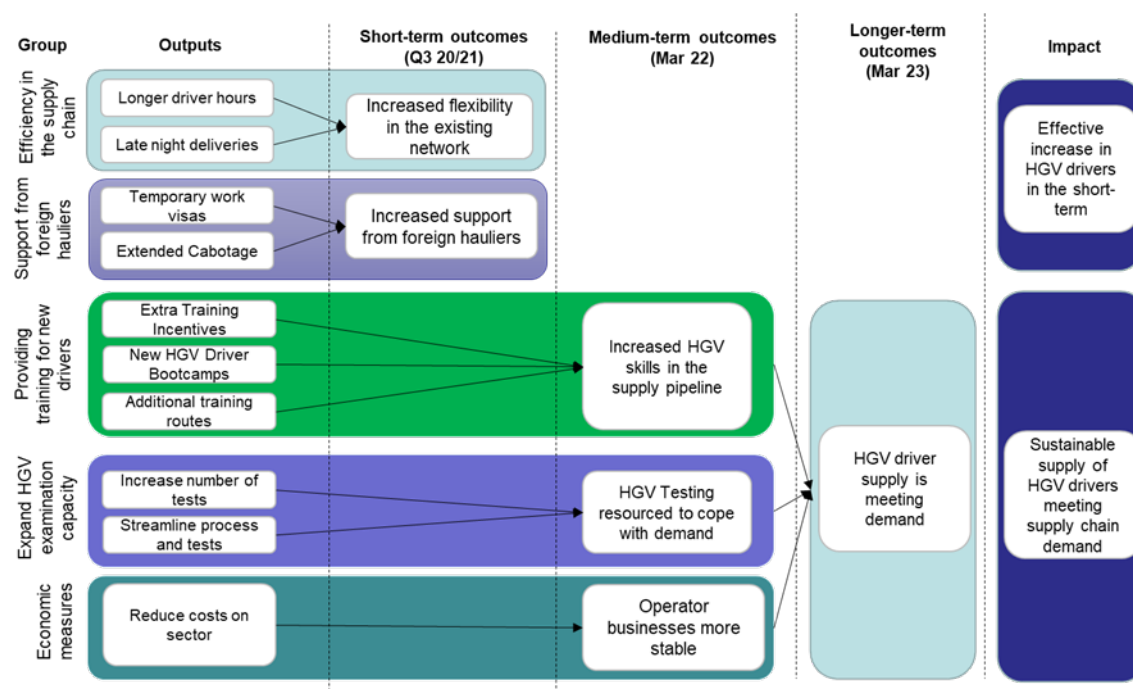 Group
Outputs
Short-term outcomes
(Q3 20/21)
Medium-term outcomes
(Mar 22)
Longer-term
outcomes
(Mar 23)
Impact
Efficiency in
the supply
chain
Longer driver hours
Late night deliveries
Increased flexibility
in the existing
network
Effective
increase in
HGV drivers
in the short-
term
Support from
foreign
hauliers
Temporary work
visas
Extended Cabotage
Increased support
from foreign hauliers
Providing
training for new
drivers
Extra Training
Incentives
New HGV Driver
Bootcamps
Additional training
routes
Increased HGV
skills in the
supply pipeline
Expand HGV
examination
capacity
Increase number of
tests
Streamline process
and tests
HGV Testing
resourced to cope
with demand
Economic
measures
Reduce costs on
sector
Operator
businesses more
stable
HGV driver
supply is
meeting
demand
Sustainable
supply of
HGV drivers
meeting
supply chain
demand